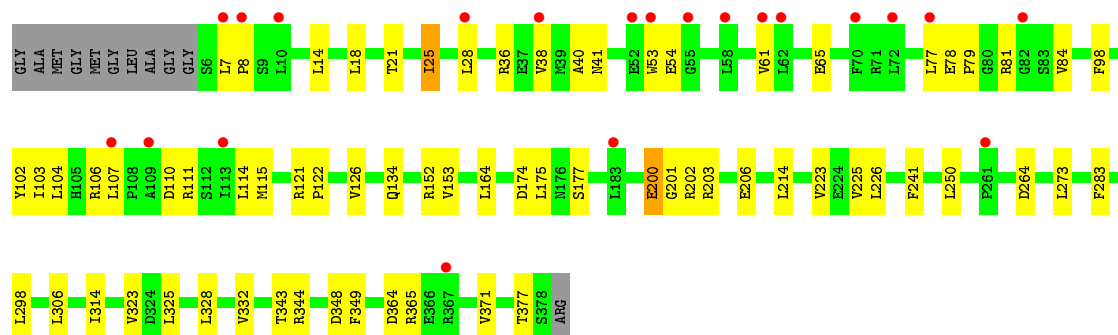 GLY ALA MET GLY MET GLY LEU ALA GLY GLY S6 L7 P8 S9 L10 L14 L18 T21 I25 L28 R36 E37 V38 M39 A40 N41 E52 W53 E54 G55 L58 V61 L62 E65 F70 R71 L72 L77 E78 P79 G80 R81 G82 S83 V84 F98
Y102 I103 L104 H105 R106 L107 P108 A109 D110 R111 S112 I113 L114 M115 R121 P122 V126 Q134 R152 V153 L164 D174 L175 N176 S177 L183 E200 G201 R202 R203 E206 L214 V223 E224 V225 L226 F241 L250 P261 D264 L273 F283
L298 L306 I314 V323 D324 L325 L328 V332 T343 R344 D348 F349 D364 R365 E366 R367 V371 T377 S378 ARG